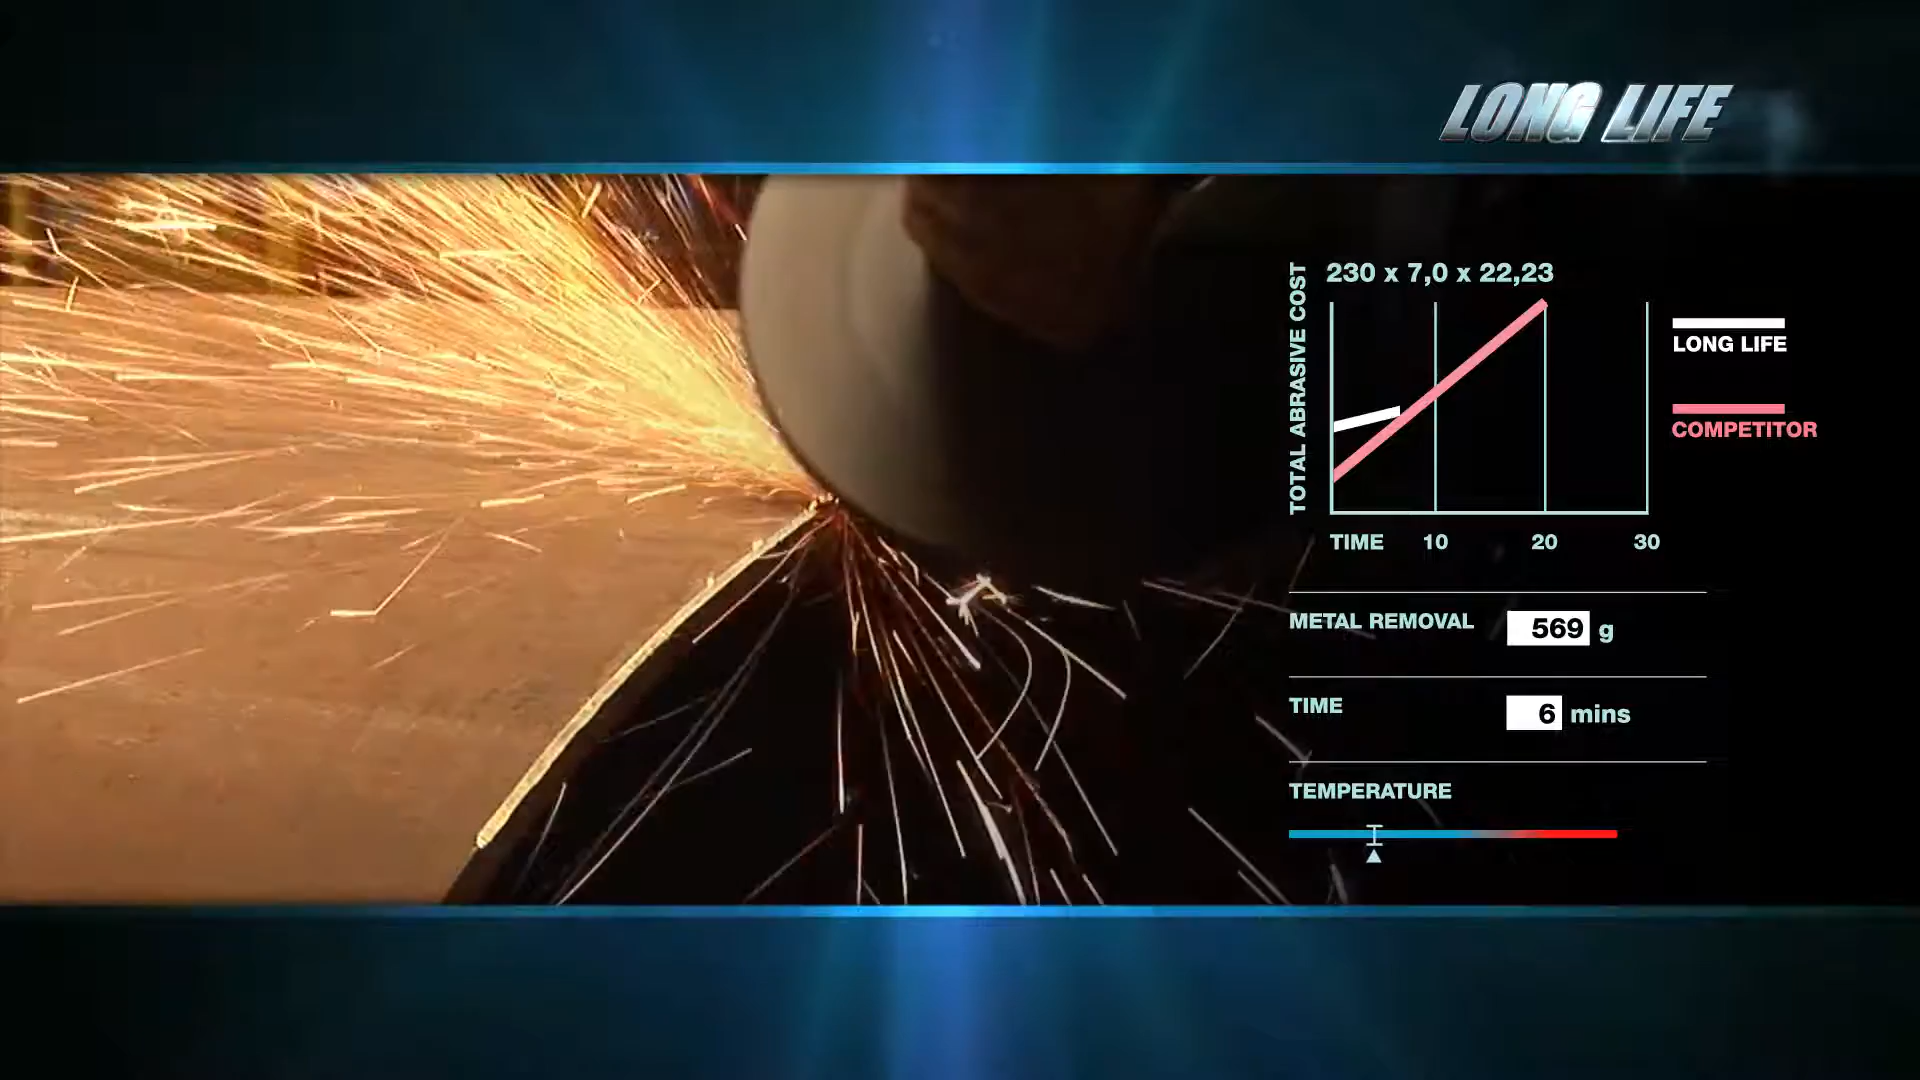 LONG LIFE
TOTAL ABRASIVE COST
230 x 7,0 x 22,23
LONG LIFE
COMPETITOR
TIME 10 20 30
METAL REMOVAL 569 g
TIME 6 mins
TEMPERATURE